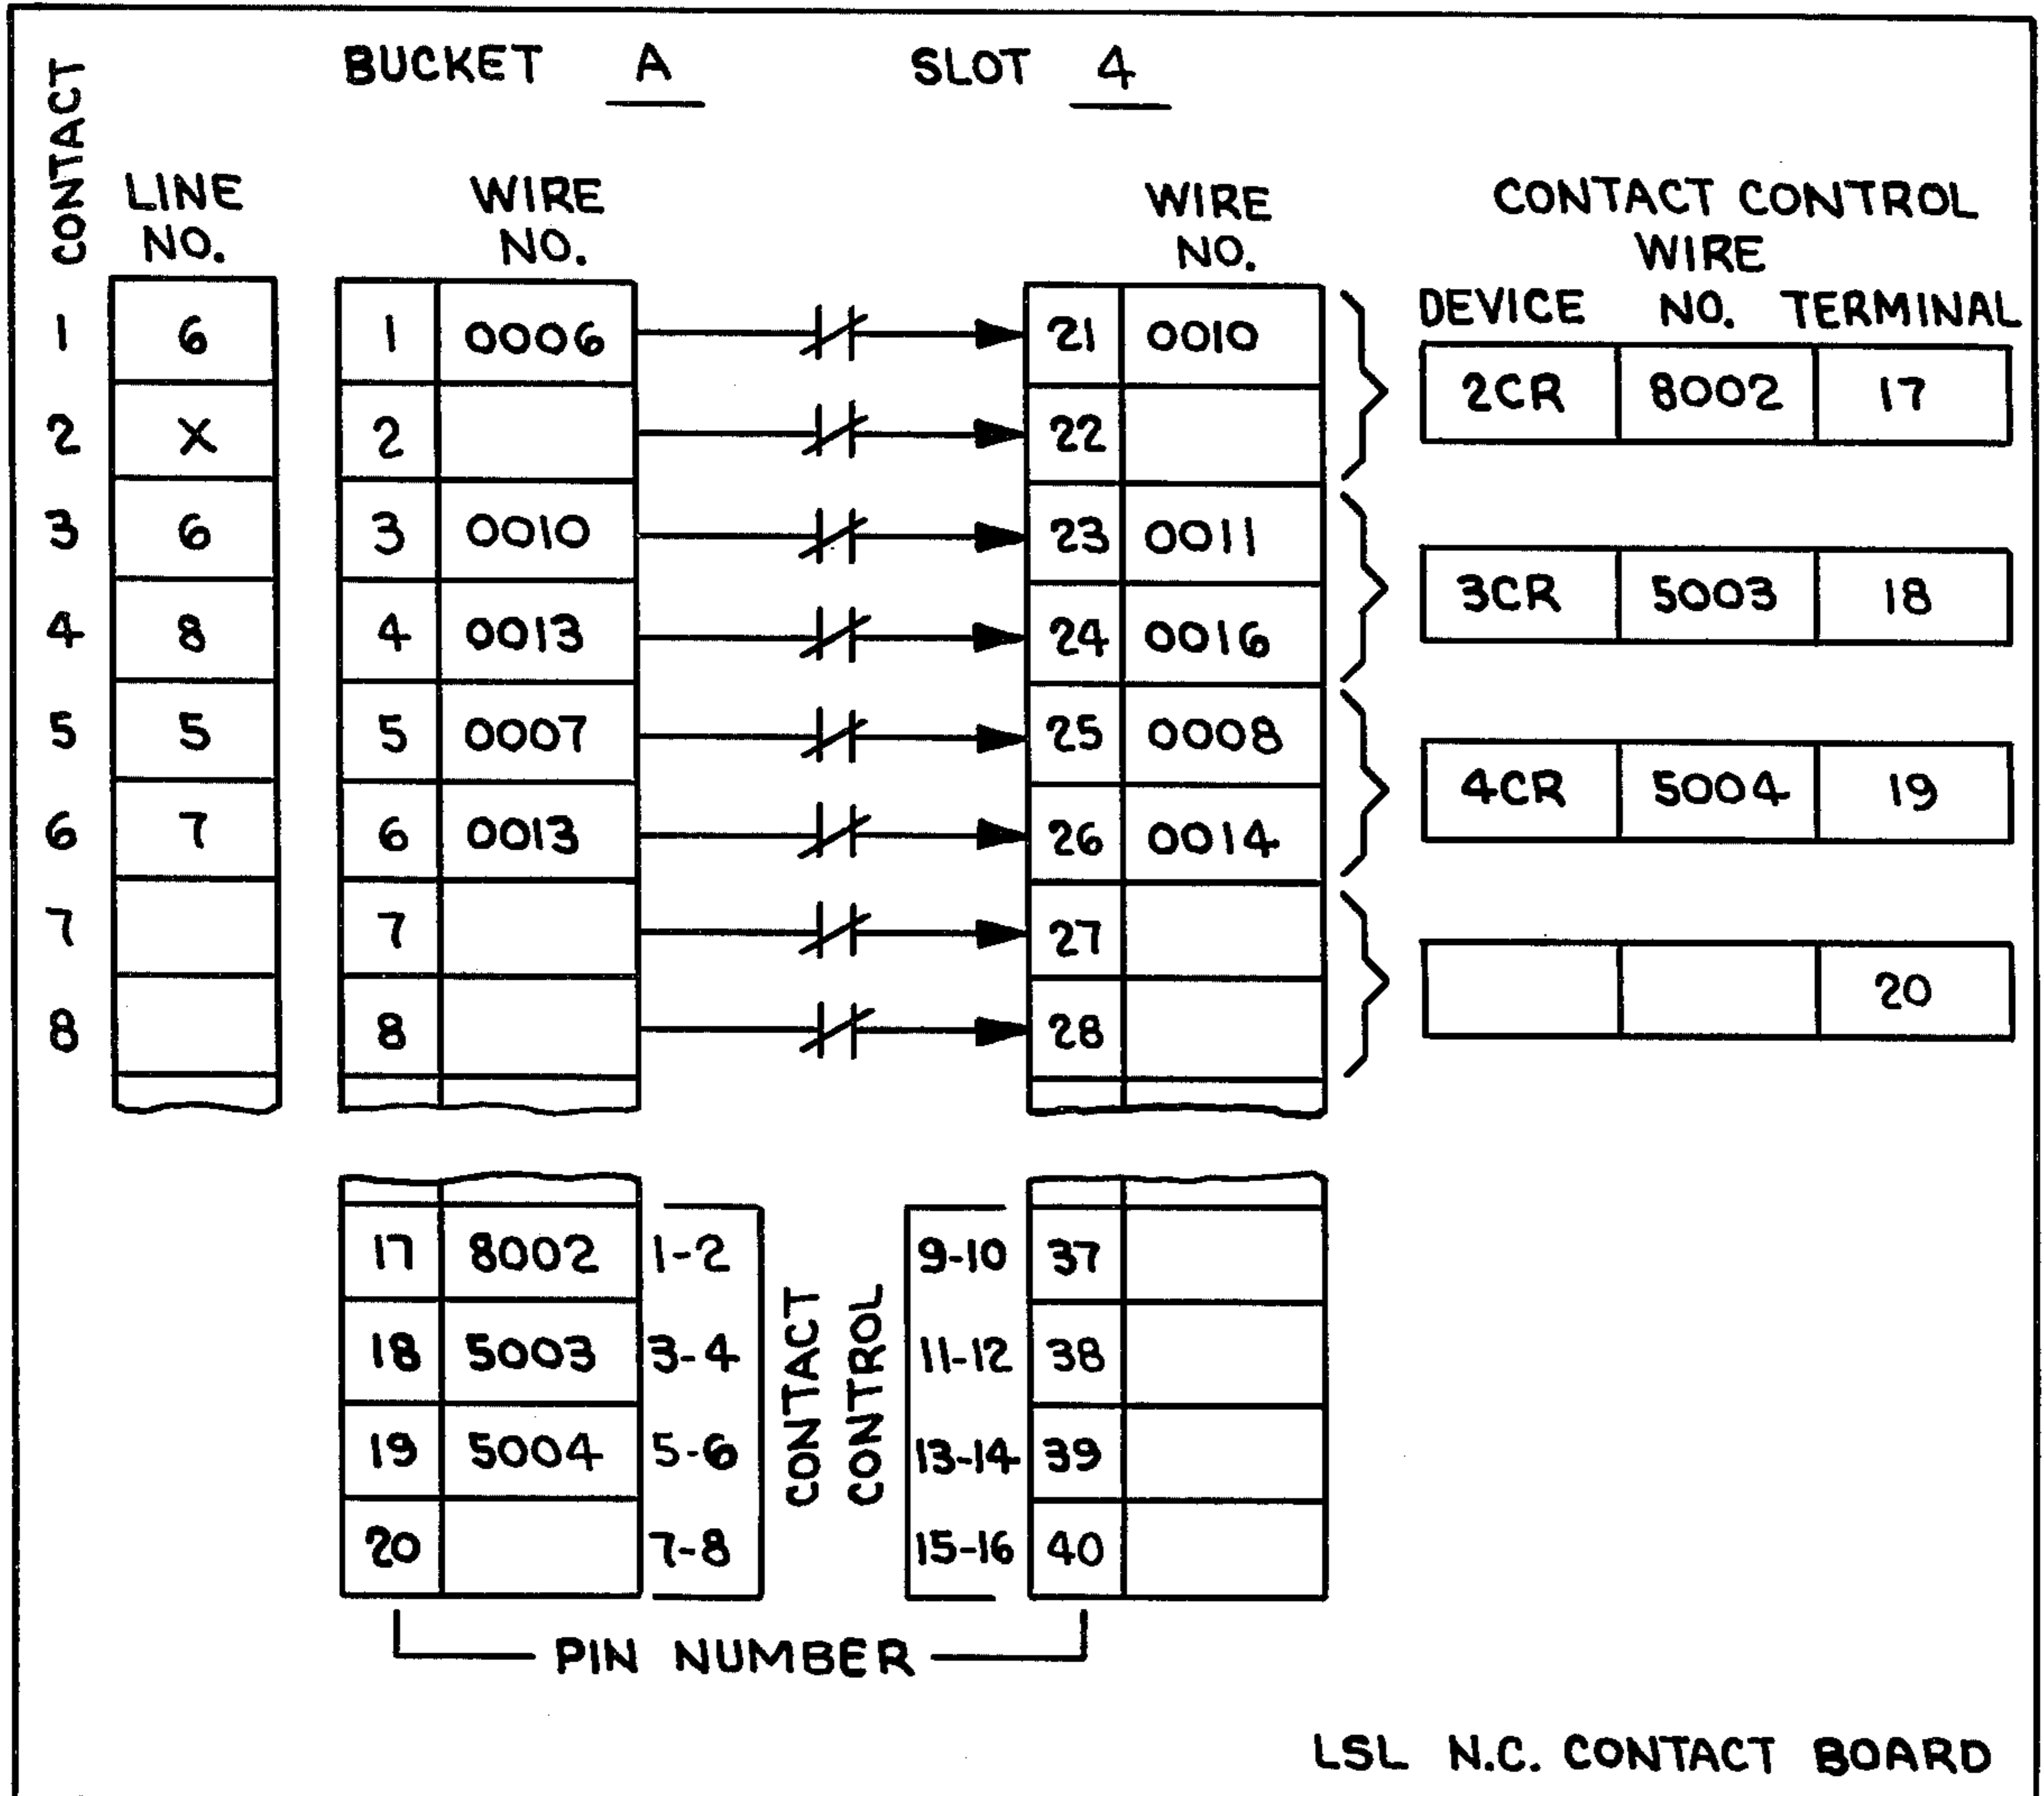 BUCKET A SLOT 4
CONTACT
LINE NO.
WIRE NO.
WIRE NO.
CONTACT CONTROL
WIRE
DEVICE NO. TERMINAL
1 6 1 0006 21 0010
2CR 8002 17
2 X 2 22
3 6 3 0010 23 0011
3CR 5003 18
4 8 4 0013 24 0016
5 5 5 0007 25 0008
4CR 5004 19
6 7 6 0013 26 0014
7 7 27
20
8 8 28
17 8002 1-2 9-10 37
18 5003 3-4 11-12 38
19 5004 5-6 13-14 39
20 7-8 15-16 40
CONTACT
CONTROL
PIN NUMBER
LSL N.C. CONTACT BOARD